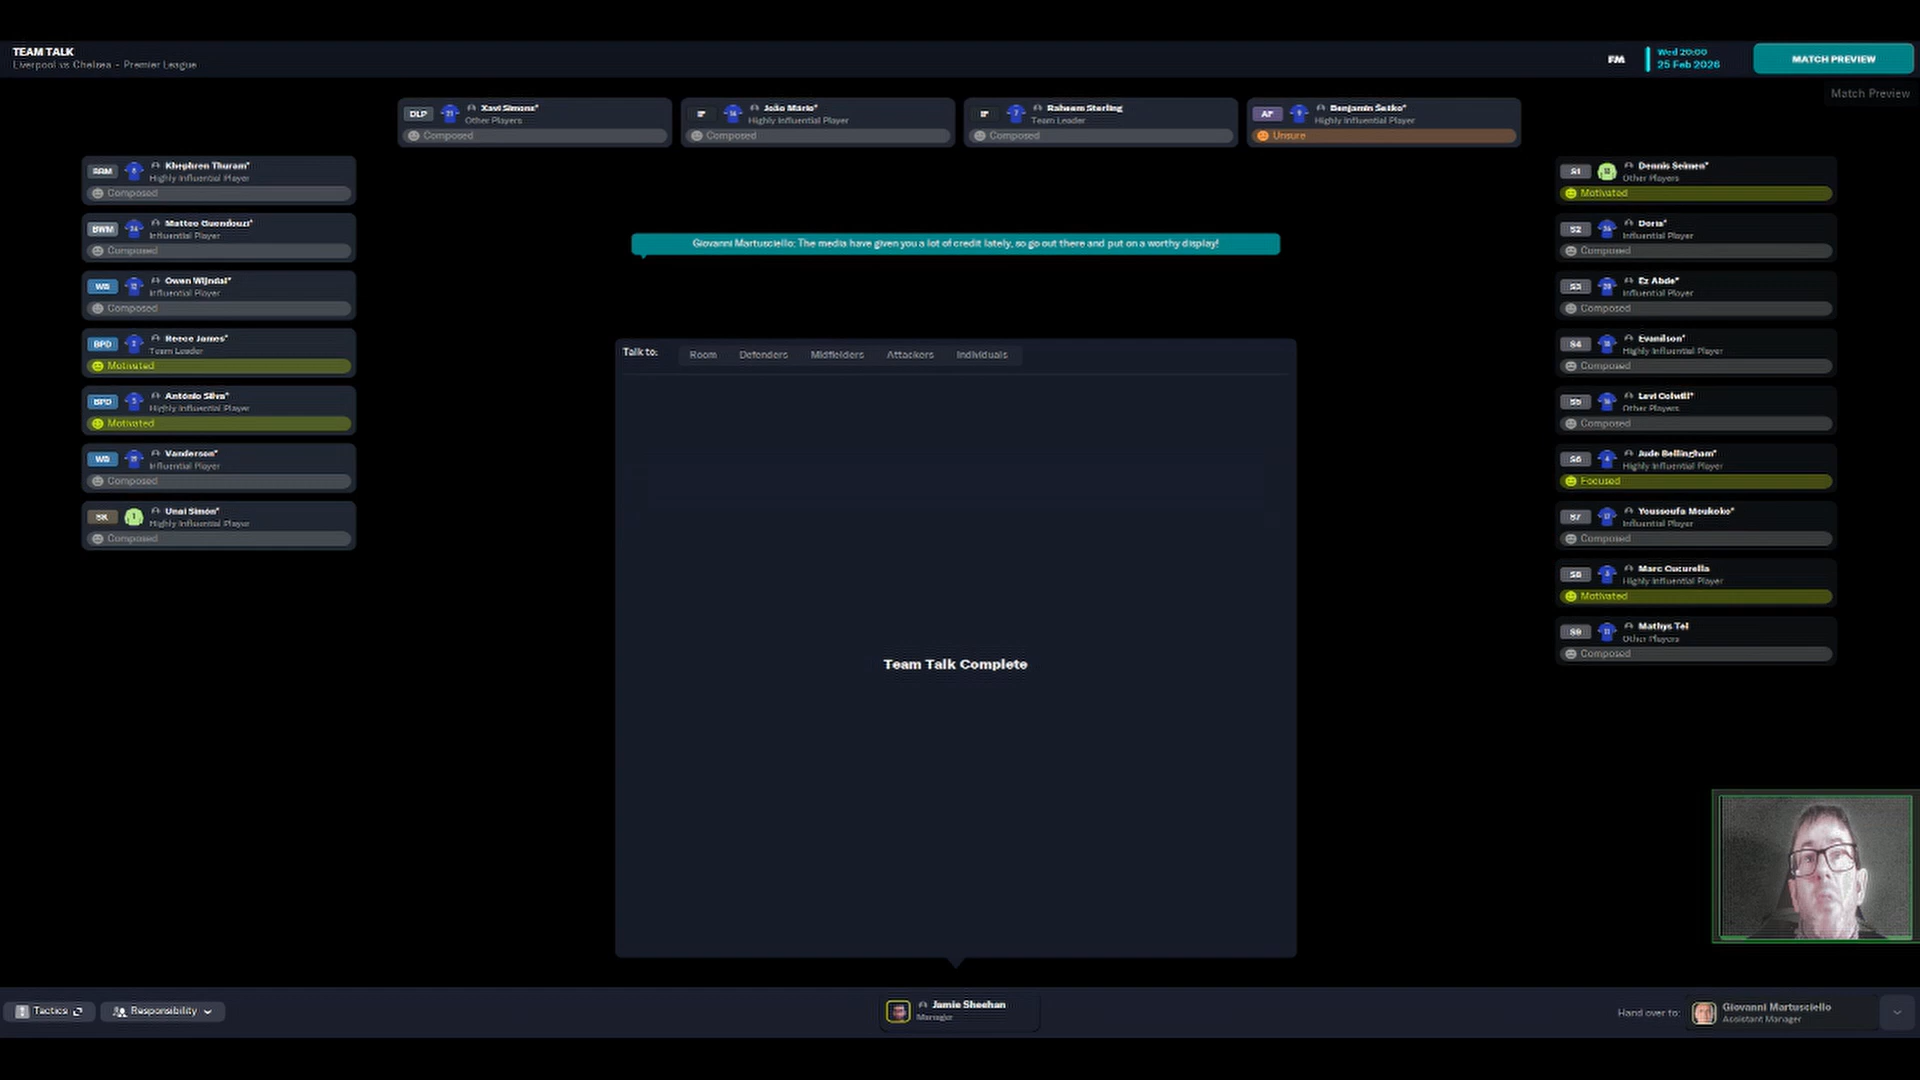 TEAM TALK
Liverpool vs Chelsea - Premier League
FM
Wed 20:00
25 Feb 2026
MATCH PREVIEW
Match Preview
DLP
21
Xavi Simons*
Other Players
Composed
IF
João Mário*
Highly Influential Player
Composed
IF
7
Raheem Sterling
Team Leader
Composed
AF
9
Benjamin Šeško*
Highly Influential Player
Unsure
Khephren Thuram*
Highly Influential Player
Composed
BWM
Matteo Guendouzi*
Influential Player
Composed
WB
12
Owen Wijndal*
Influential Player
Composed
BPD
Reece James*
Team Leader
Motivated
BPD
5
António Silva*
Highly Influential Player
Motivated
WB
Vanderson*
Influential Player
Composed
SK
1
Unai Simón*
Highly Influential Player
Composed
Giovanni Martusciello: The media have given you a lot of credit lately, so go out there and put on a worthy display!
Talk to:
Room
Defenders
Midfielders
Attackers
Individuals
Team Talk Complete
S1
Dennis Seimen*
Other Players
Motivated
S2
Doria*
Influential Player
Composed
S3
Ez Abde*
Influential Player
Composed
S4
Evanilson*
Highly Influential Player
Composed
S5
Levi Colwill*
Other Players
Composed
S6
Jude Bellingham*
Highly Influential Player
Focused
S7
Youssoufa Moukoko*
Influential Player
Composed
S8
Marc Cucurella
Highly Influential Player
Motivated
S9
Mathys Tel
Other Players
Composed
Tactics
Responsibility
Jamie Sheehan
Manager
Hand over to:
Giovanni Martusciello
Assistant Manager